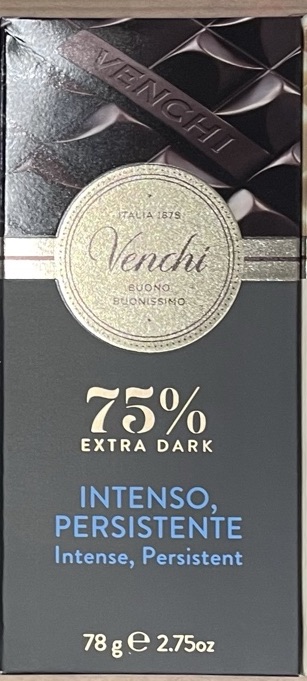 VENCHI
ITALIA 1878
Venchi
BUONO
BUONISSIMO
75%
EXTRA DARK
INTENSO,
PERSISTENTE
Intense, Persistent
78 g ℮ 2.75oz